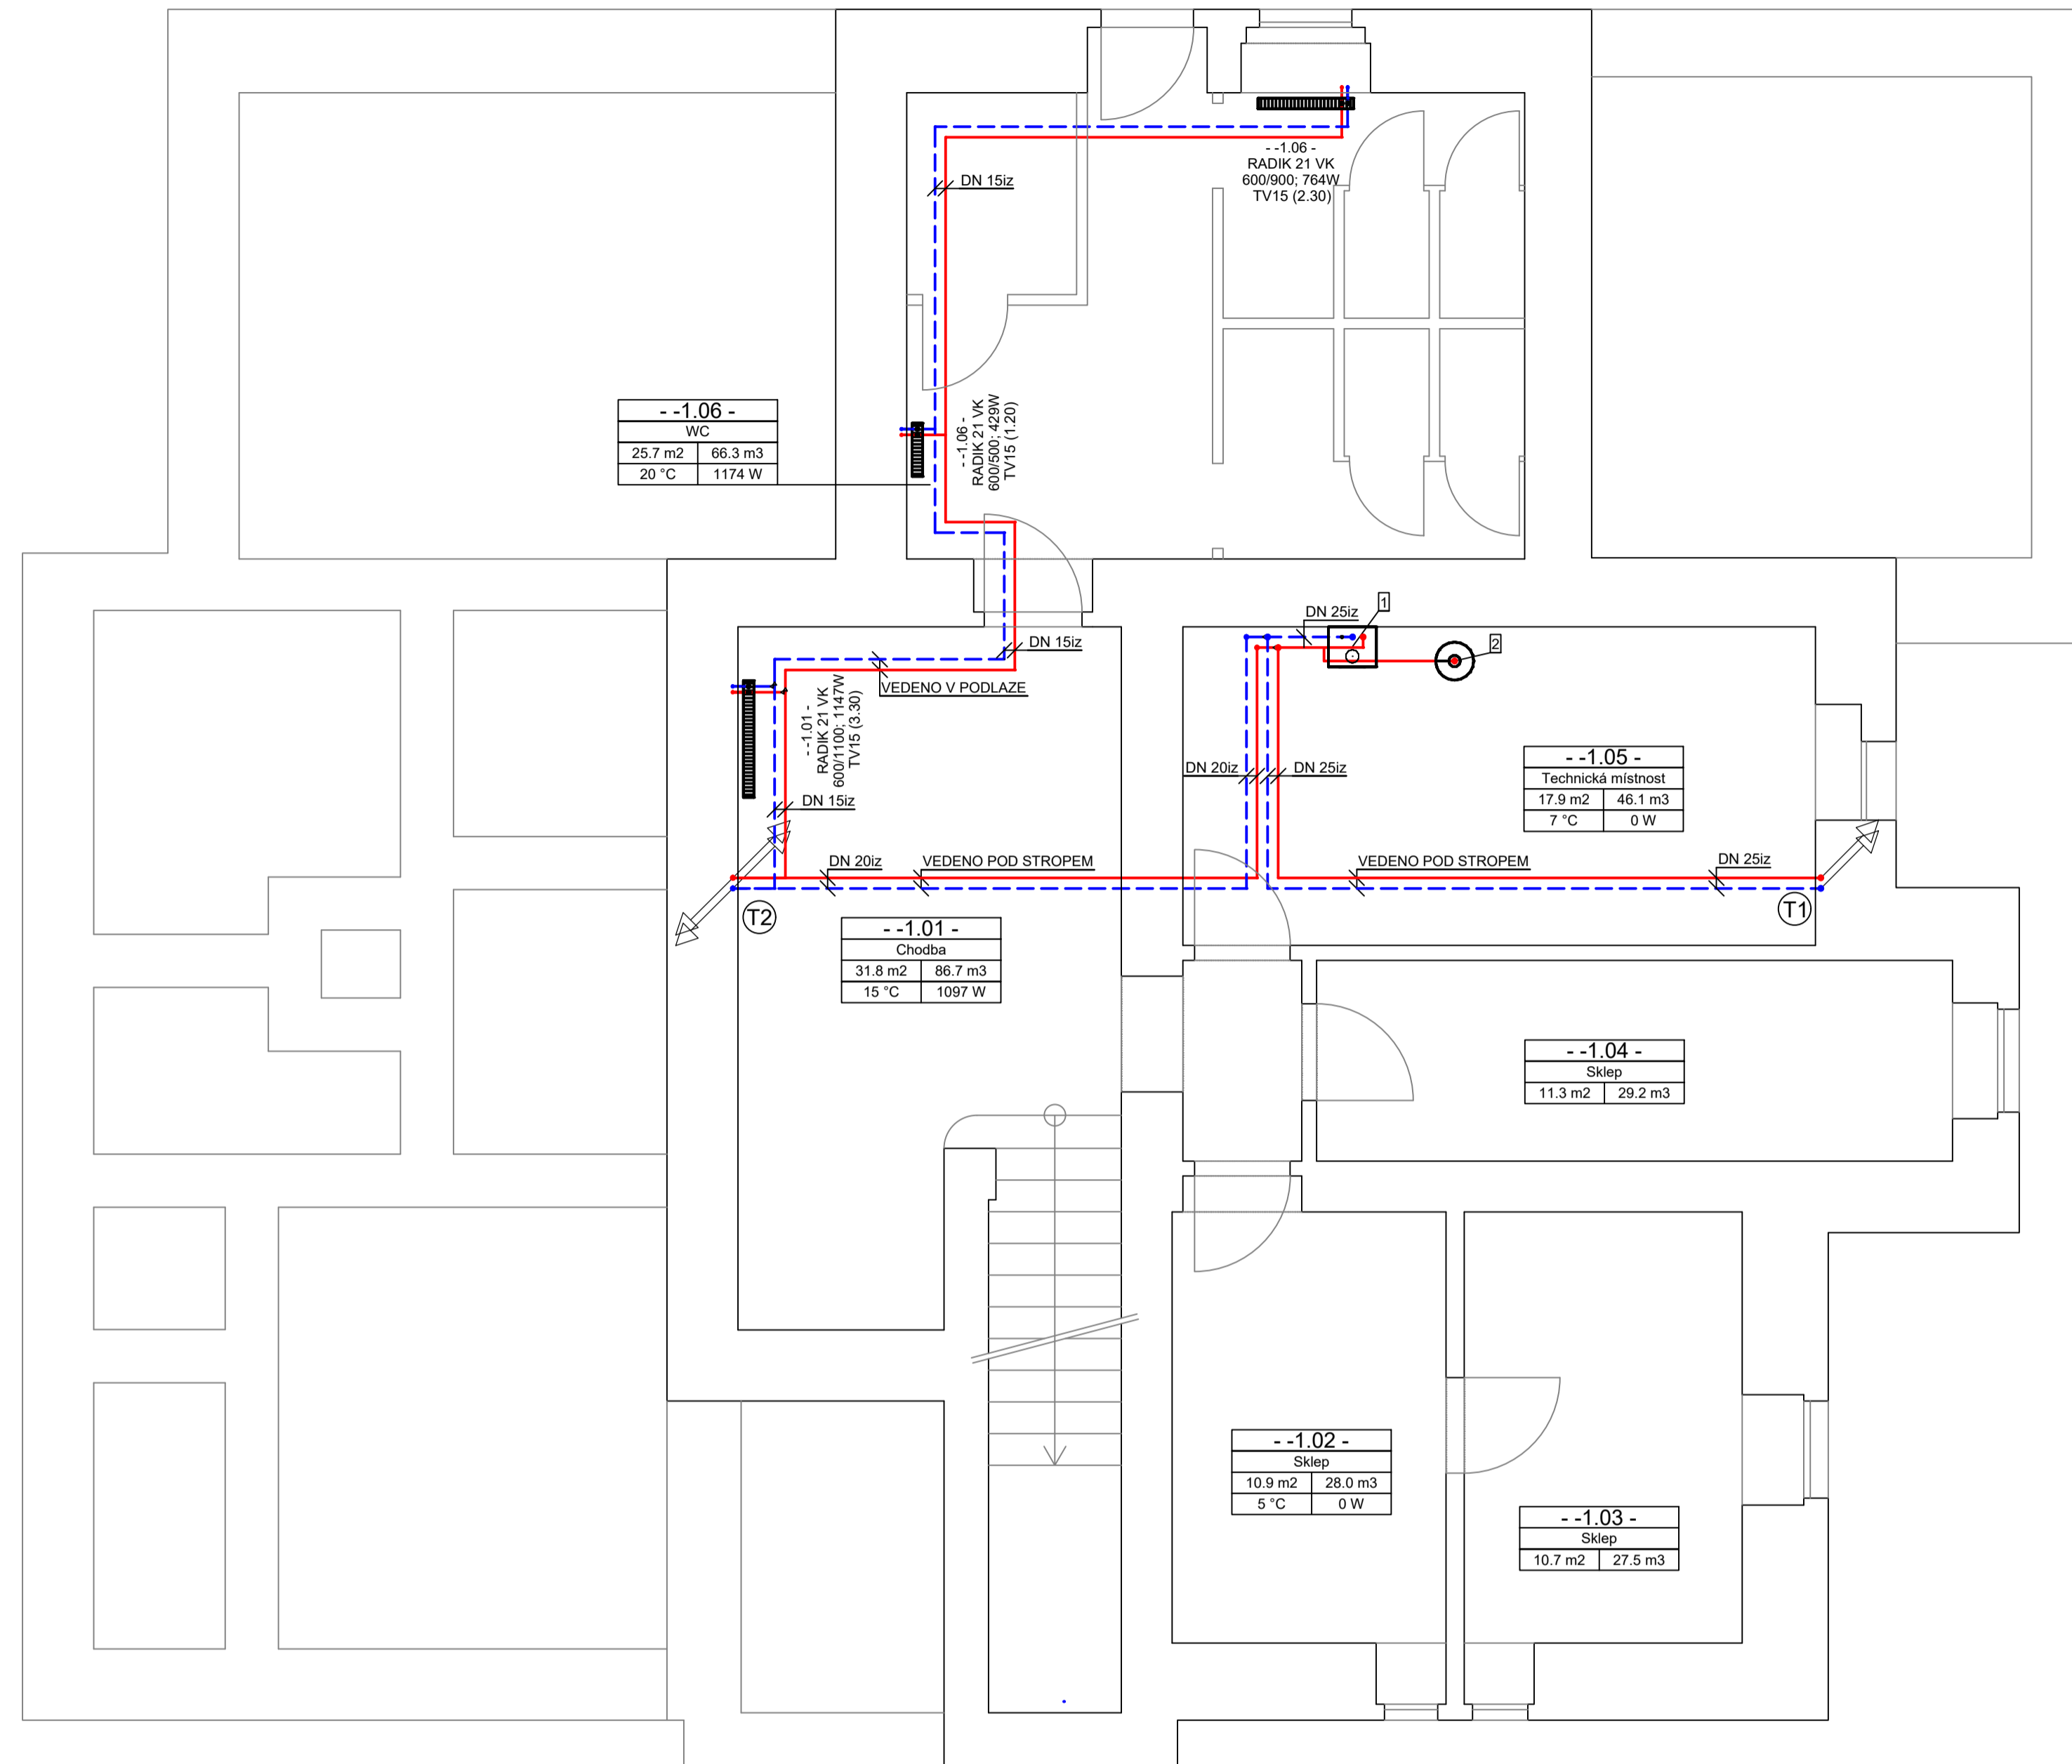 - -1.06 -
RADIK 21 VK
600/900; 764W
TV15 (2.30)
DN 15iz
- -1.06 -
WC
25.7 m2 66.3 m3
20 °C 1174 W
- -1.06 -
RADIK 21 VK
600/500; 429W
TV15 (1.20)
DN 25iz
1
2
DN 15iz
VEDENO V PODLAZE
- -1.01 -
RADIK 21 VK
600/1100; 1147W
TV15 (3.30)
DN 15iz
DN 20iz
DN 25iz
- -1.05 -
Technická místnost
17.9 m2 46.1 m3
7 °C 0 W
DN 20iz
VEDENO POD STROPEM
VEDENO POD STROPEM
DN 25iz
T2
T1
- -1.01 -
Chodba
31.8 m2 86.7 m3
15 °C 1097 W
- -1.04 -
Sklep
11.3 m2 29.2 m3
- -1.02 -
Sklep
10.9 m2 28.0 m3
5 °C 0 W
- -1.03 -
Sklep
10.7 m2 27.5 m3